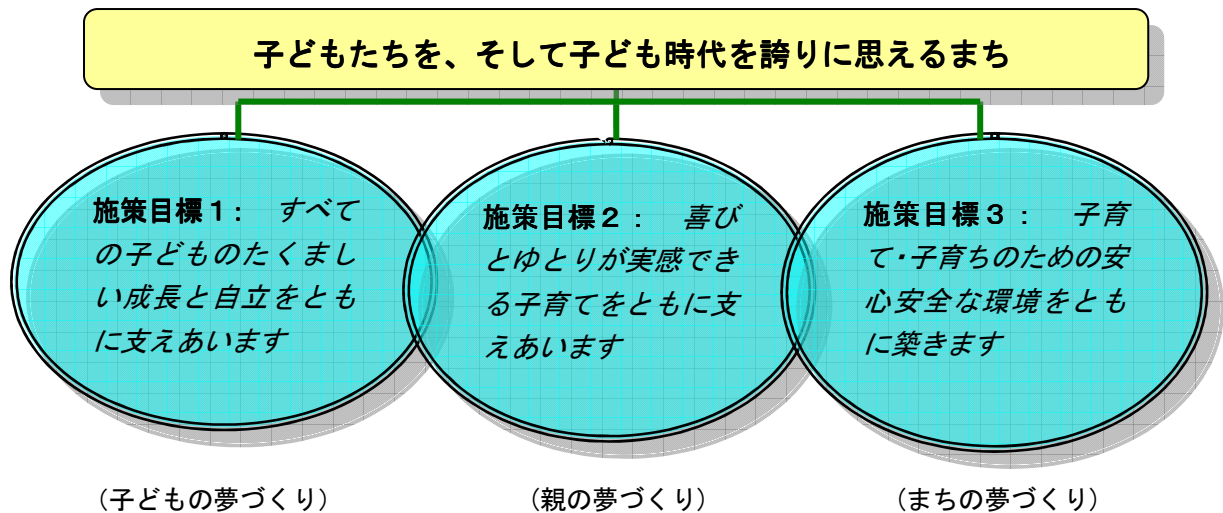 子どもたちを、そして子ども時代を誇りに思えるまち
施策目標１： すべて
の子どものたくまし
い成長と自立をとも
に支えあいます
施策目標２： 喜び
とゆとりが実感でき
る子育てをともに支
えあいます
施策目標３： 子育
て・子育ちのための安
心安全な環境をとも
に築きます
（子どもの夢づくり）
（親の夢づくり）
（まちの夢づくり）